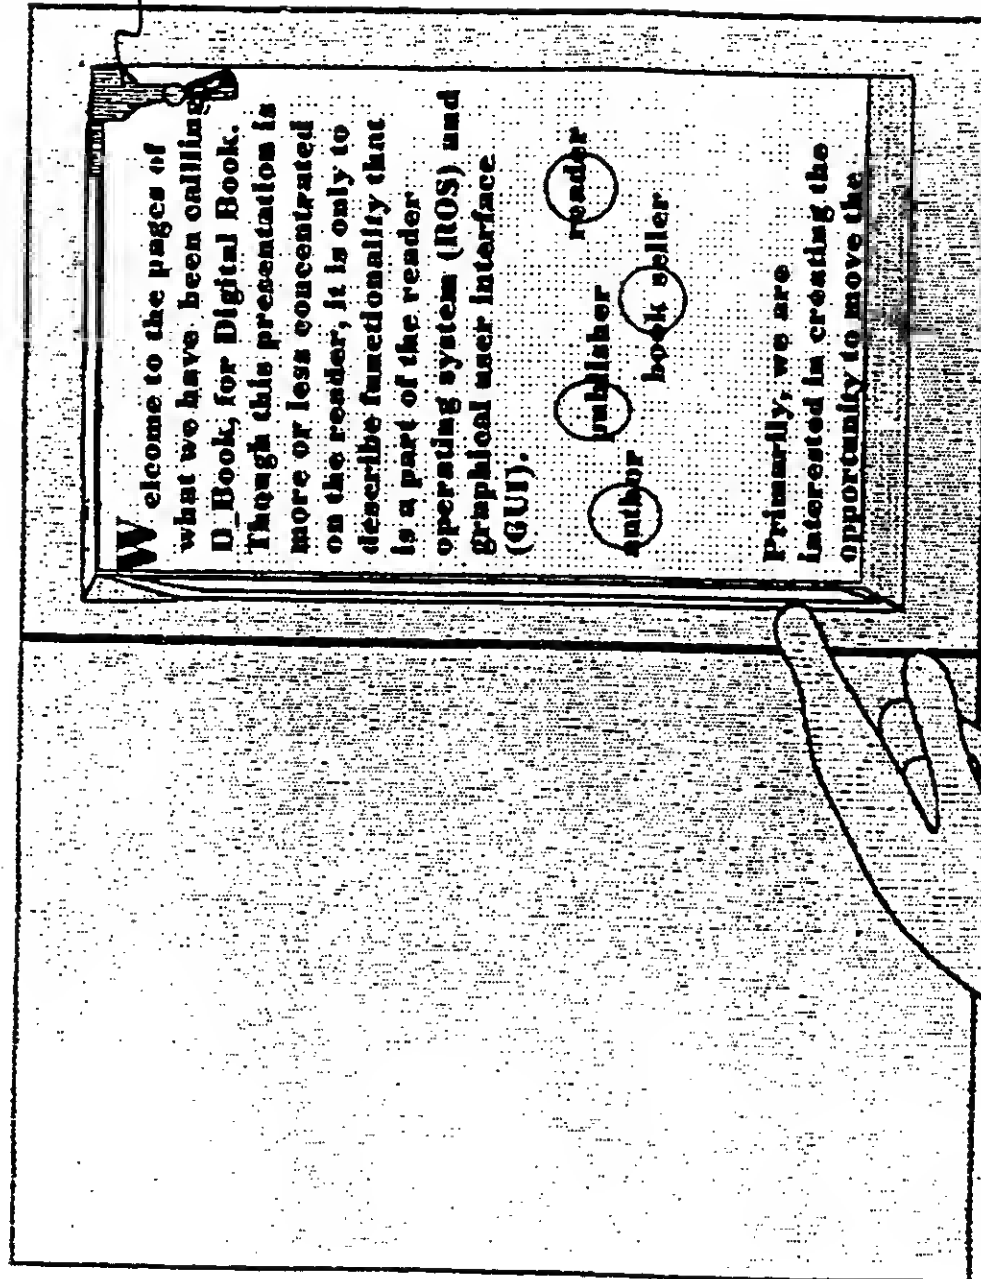 Welcome to the pages of
what we have been callling
D_Book, for Digital Book.
Though this presentation is
more or less concentrated
on the reader, it is only to
describe functionality that
is a part of the reader
operating system (ROS) and
graphical user interface
(GUI).
author
publisher
book seller
reader
Primarily, we are
interested in creating the
opportunity to move the